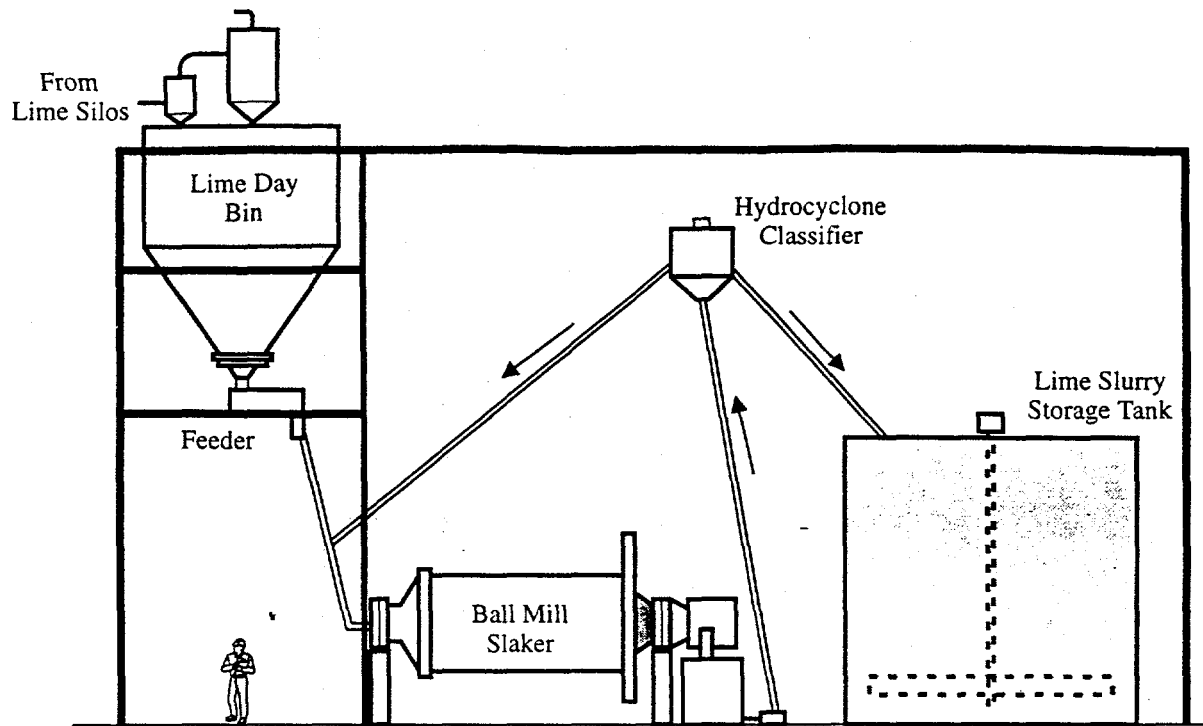 From
Lime Silos
Lime Day
Bin
Hydrocyclone
Classifier
Lime Slurry
Storage Tank
Feeder
Ball Mill
Slaker